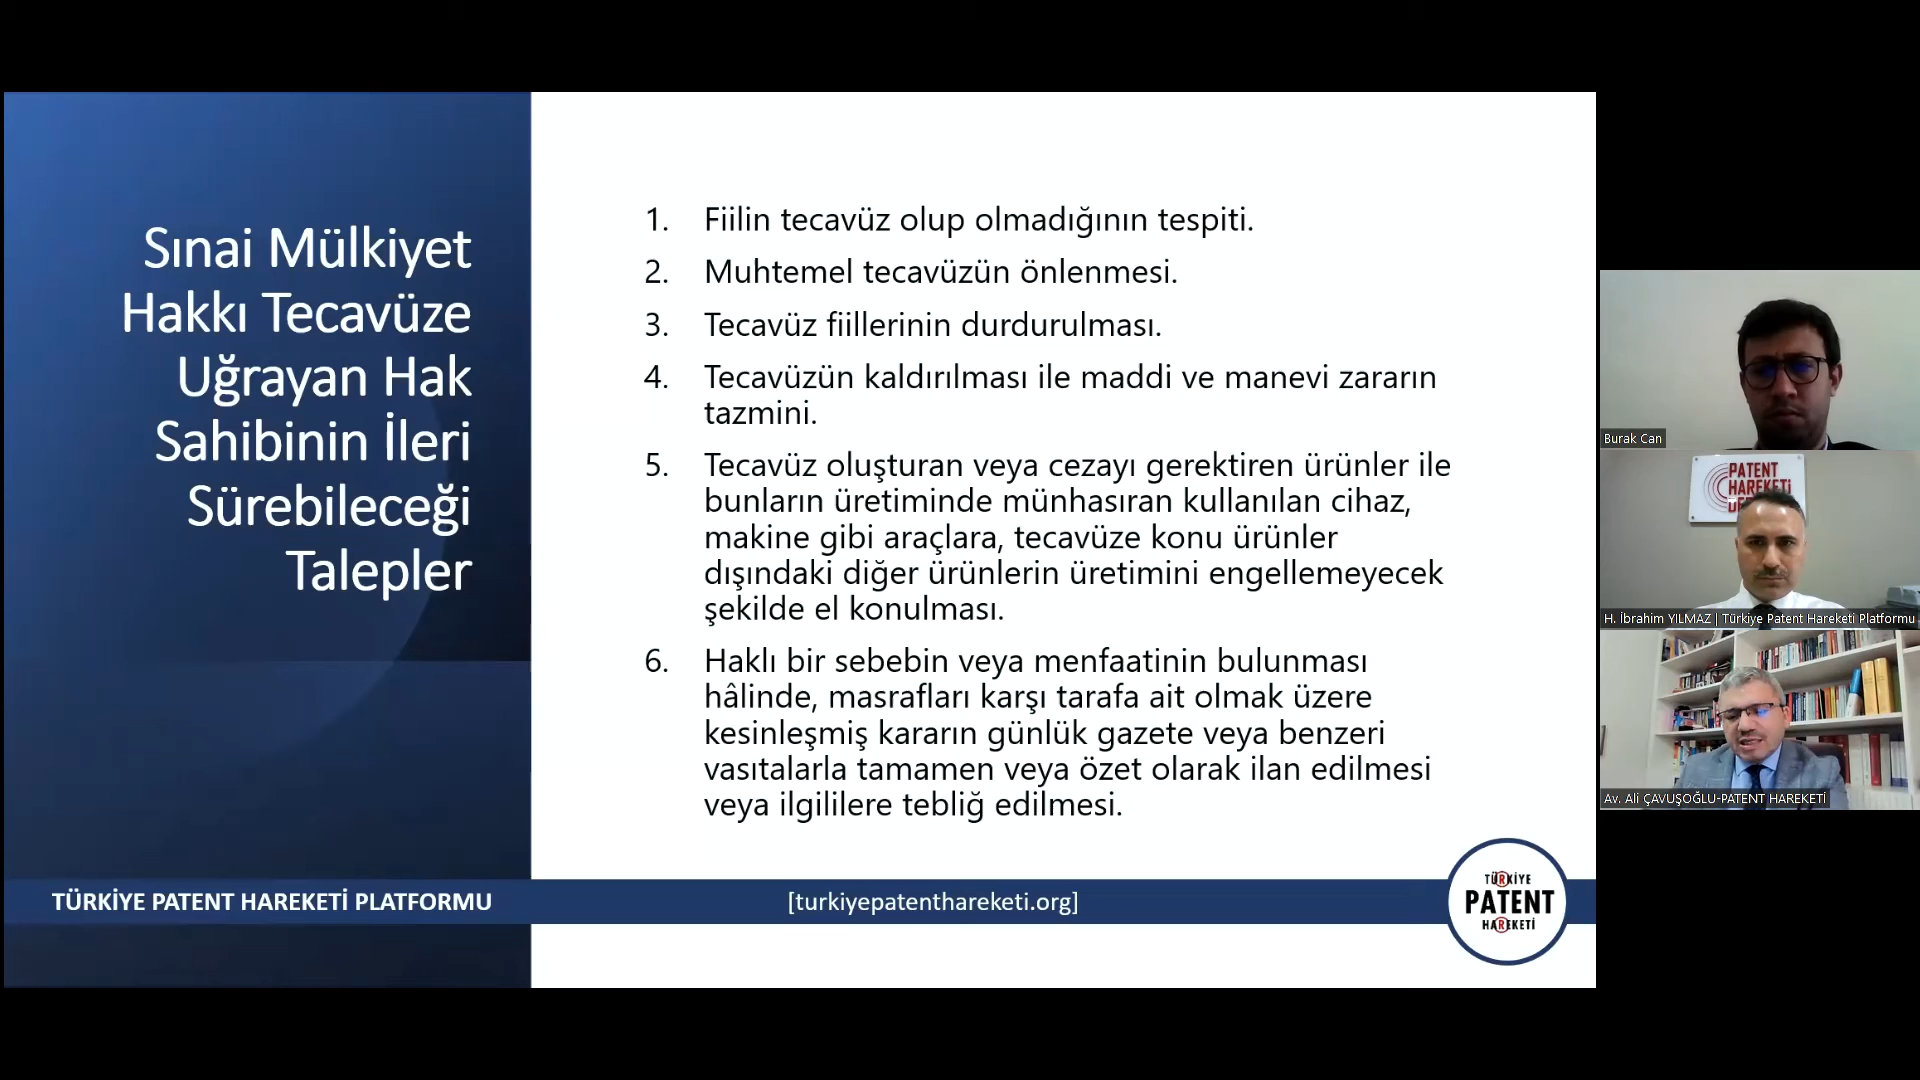 Sınai Mülkiyet
Hakkı Tecavüze
Uğrayan Hak
Sahibinin İleri
Sürebileceği
Talepler
1. Fiilin tecavüz olup olmadığının tespiti.
2. Muhtemel tecavüzün önlenmesi.
3. Tecavüz fiillerinin durdurulması.
4. Tecavüzün kaldırılması ile maddi ve manevi zararın
tazmini.
5. Tecavüz oluşturan veya cezayı gerektiren ürünler ile
bunların üretiminde münhasıran kullanılan cihaz,
makine gibi araçlara, tecavüze konu ürünler
dışındaki diğer ürünlerin üretimini engellemeyecek
şekilde el konulması.
6. Haklı bir sebebin veya menfaatinin bulunması
hâlinde, masrafları karşı tarafa ait olmak üzere
kesinleşmiş kararın günlük gazete veya benzeri
vasıtalarla tamamen veya özet olarak ilan edilmesi
veya ilgililere tebliğ edilmesi.
TÜRKİYE PATENT HAREKETİ PLATFORMU
[turkiyepatenthareketi.org]
TÜRKİYE
PATENT
HAREKETİ
Burak Can
PATENT
HAREKETİ
H. İbrahim YILMAZ | Türkiye Patent Hareketi Platformu
Av. Ali ÇAVUŞOĞLU-PATENT HAREKETİ